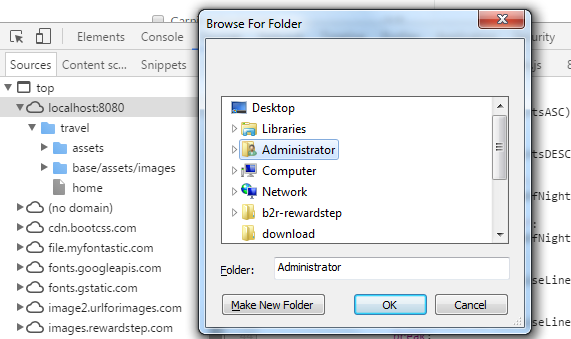 Browse For Folder
Elements
Console
Sources
Content sc...
Snippets
top
localhost:8080
travel
assets
base/assets/images
home
(no domain)
cdn.bootcss.com
file.myfontastic.com
fonts.googleapis.com
fonts.gstatic.com
image2.urlforimages.com
images.rewardstep.com
Desktop
Libraries
Administrator
Computer
Network
b2r-rewardstep
download
Folder:
Administrator
Make New Folder
OK
Cancel
urity
js
tsASC)
tsDESC
fNight
fNight
seLine
seLine